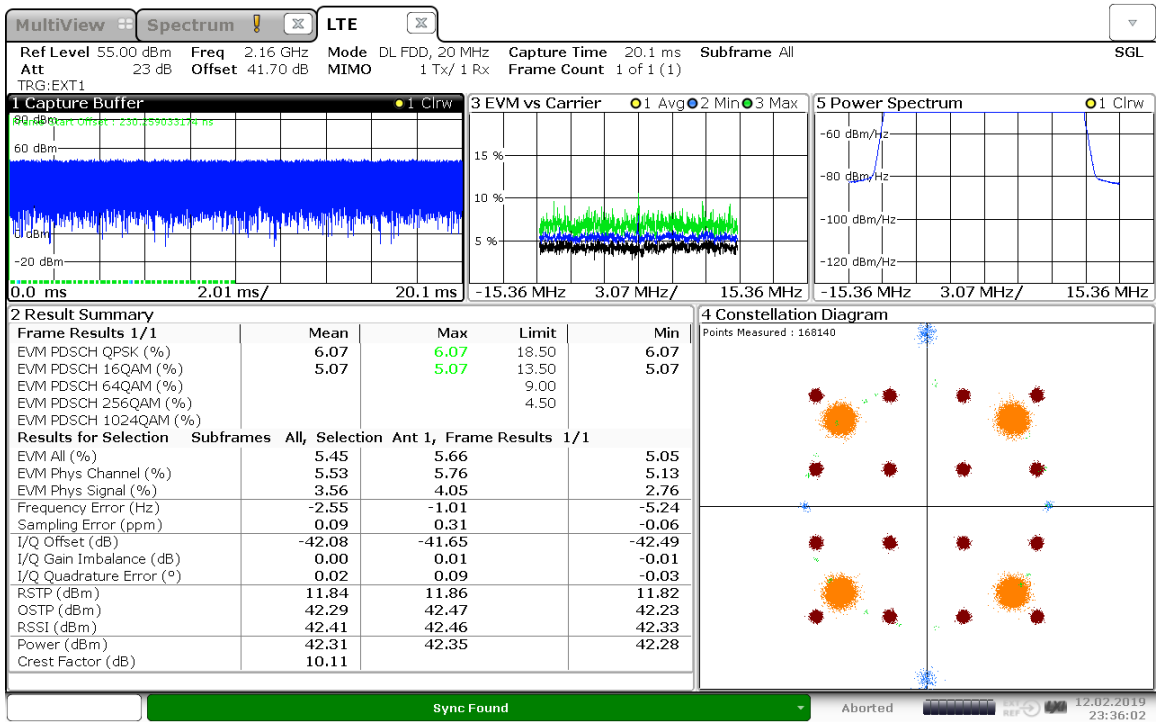 MultiView Spectrum LTE
Ref Level 55.00 dBm Freq 2.16 GHz Mode DL FDD, 20 MHz Capture Time 20.1 ms Subframe All SGL
Att 23 dB Offset 41.70 dB MIMO 1 Tx/ 1 Rx Frame Count 1 of 1 (1)
TRG:EXT1
1 Capture Buffer 1 Clrw
Frame Start Offset : 230.259033174 ns
80 dBm
60 dBm
0 dBm
-20 dBm
0.0 ms 2.01 ms/ 20.1 ms
3 EVM vs Carrier 1 Avg 2 Min 3 Max
15 %
10 %
5 %
-15.36 MHz 3.07 MHz/ 15.36 MHz
5 Power Spectrum 1 Clrw
-60 dBm/Hz
-80 dBm/Hz
-100 dBm/Hz
-120 dBm/Hz
-15.36 MHz 3.07 MHz/ 15.36 MHz
2 Result Summary
Frame Results 1/1 Mean Max Limit Min
EVM PDSCH QPSK (%) 6.07 6.07 18.50 6.07
EVM PDSCH 16QAM (%) 5.07 5.07 13.50 5.07
EVM PDSCH 64QAM (%) 9.00
EVM PDSCH 256QAM (%) 4.50
EVM PDSCH 1024QAM (%)
Results for Selection Subframes All, Selection Ant 1, Frame Results 1/1
EVM All (%) 5.45 5.66 5.05
EVM Phys Channel (%) 5.53 5.76 5.13
EVM Phys Signal (%) 3.56 4.05 2.76
Frequency Error (Hz) -2.55 -1.01 -5.24
Sampling Error (ppm) 0.09 0.31 -0.06
I/Q Offset (dB) -42.08 -41.65 -42.49
I/Q Gain Imbalance (dB) 0.00 0.01 -0.01
I/Q Quadrature Error (°) 0.02 0.09 -0.03
RSTP (dBm) 11.84 11.86 11.82
OSTP (dBm) 42.29 42.47 42.23
RSSI (dBm) 42.41 42.46 42.33
Power (dBm) 42.31 42.35 42.28
Crest Factor (dB) 10.11
4 Constellation Diagram
Points Measured : 168140
Sync Found
Aborted
EXT REF
12.02.2019
23:36:02